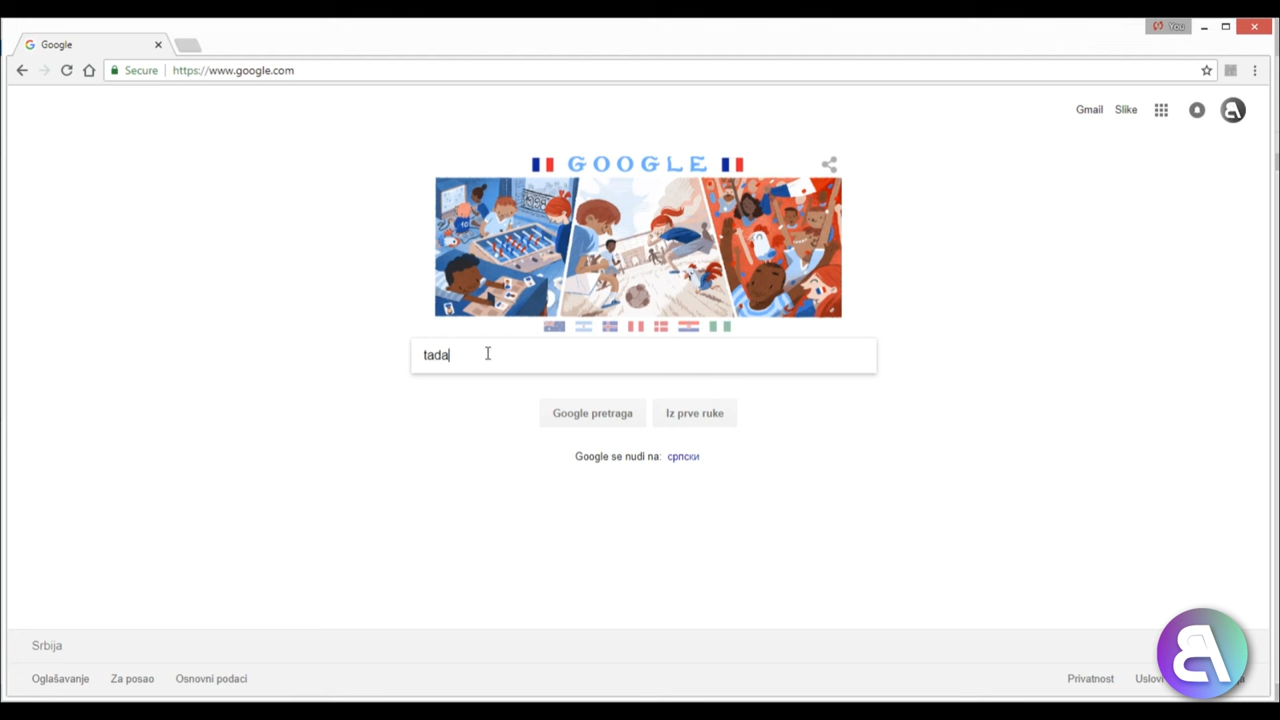 You
Google
Secure
https://www.google.com
Gmail Slike
GOOGLE
tada
Google pretraga
Iz prve ruke
Google se nudi na: српски
Srbija
Oglašavanje Za posao Osnovni podaci
Privatnost